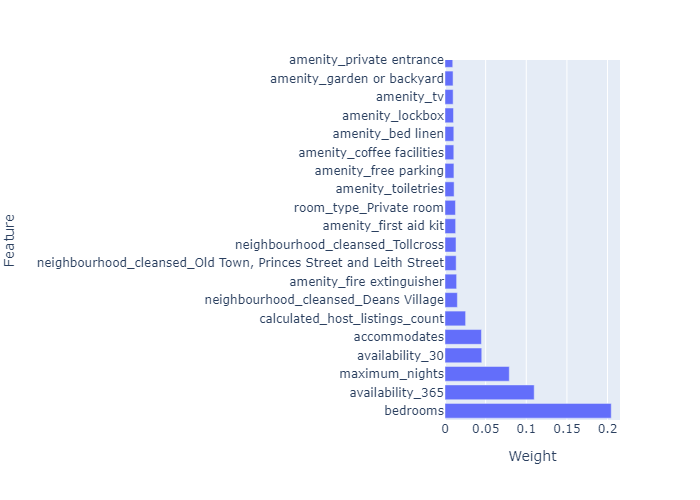 amenity_private entrance
amenity_garden or backyard
amenity_tv
amenity_lockbox
amenity_bed linen
amenity_coffee facilities
amenity_free parking
amenity_toiletries
room_type_Private room
amenity_first aid kit
neighbourhood_cleansed_Tollcross
neighbourhood_cleansed_Old Town, Princes Street and Leith Street
amenity_fire extinguisher
neighbourhood_cleansed_Deans Village
calculated_host_listings_count
accommodates
availability_30
maximum_nights
availability_365
bedrooms
Feature
0 0.05 0.1 0.15 0.2
Weight